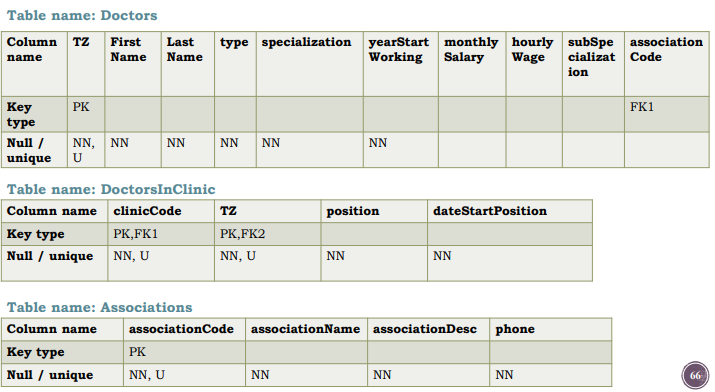 Table name: Doctors
Column name TZ First Name Last Name type specialization yearStart Working monthly Salary hourly Wage subSpe cializat ion association Code
Key type PK FK1
Null / unique NN, U NN NN NN NN NN
Table name: DoctorsInClinic
Column name clinicCode TZ position dateStartPosition
Key type PK,FK1 PK,FK2
Null / unique NN, U NN, U NN NN
Table name: Associations
Column name associationCode associationName associationDesc phone
Key type PK
Null / unique NN, U NN NN NN
66